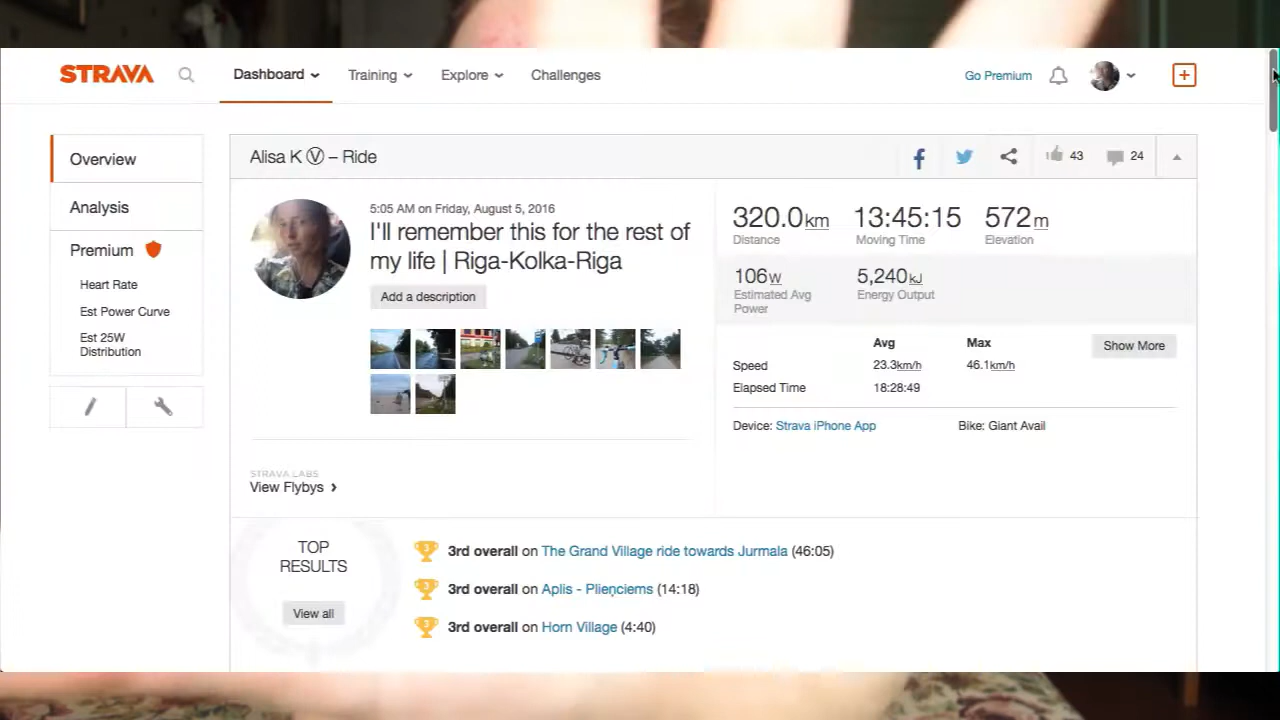 STRAVA
Dashboard
Training
Explore
Challenges
Go Premium
Overview
Analysis
Premium
Heart Rate
Est Power Curve
Est 25W
Distribution
Alisa K Ⓥ – Ride
43
24
5:05 AM on Friday, August 5, 2016
I'll remember this for the rest of
my life | Riga-Kolka-Riga
Add a description
320.0km
Distance
13:45:15
Moving Time
572m
Elevation
106W
Estimated Avg
Power
5,240kJ
Energy Output
Avg
Max
Show More
Speed
23.3km/h
46.1km/h
Elapsed Time
18:28:49
Device: Strava iPhone App
Bike: Giant Avail
STRAVA LABS
View Flybys
TOP
RESULTS
View all
3
3rd overall on The Grand Village ride towards Jurmala (46:05)
3
3rd overall on Aplis - Plieņciems (14:18)
3
3rd overall on Horn Village (4:40)